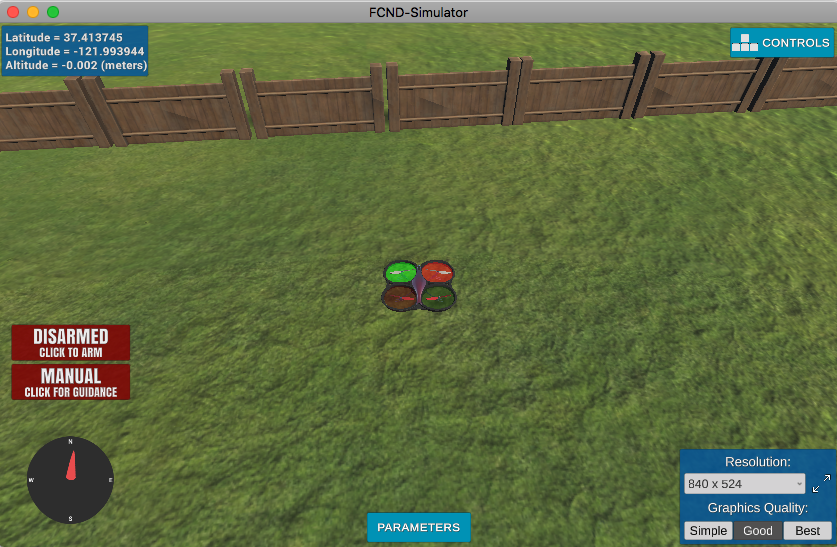 FCND-Simulator
Latitude = 37.413745
Longitude = -121.993944
Altitude = -0.002 (meters)
CONTROLS
DISARMED
CLICK TO ARM
MANUAL
CLICK FOR GUIDANCE
N
W
E
S
PARAMETERS
Resolution:
840 x 524
Graphics Quality:
Simple Good Best